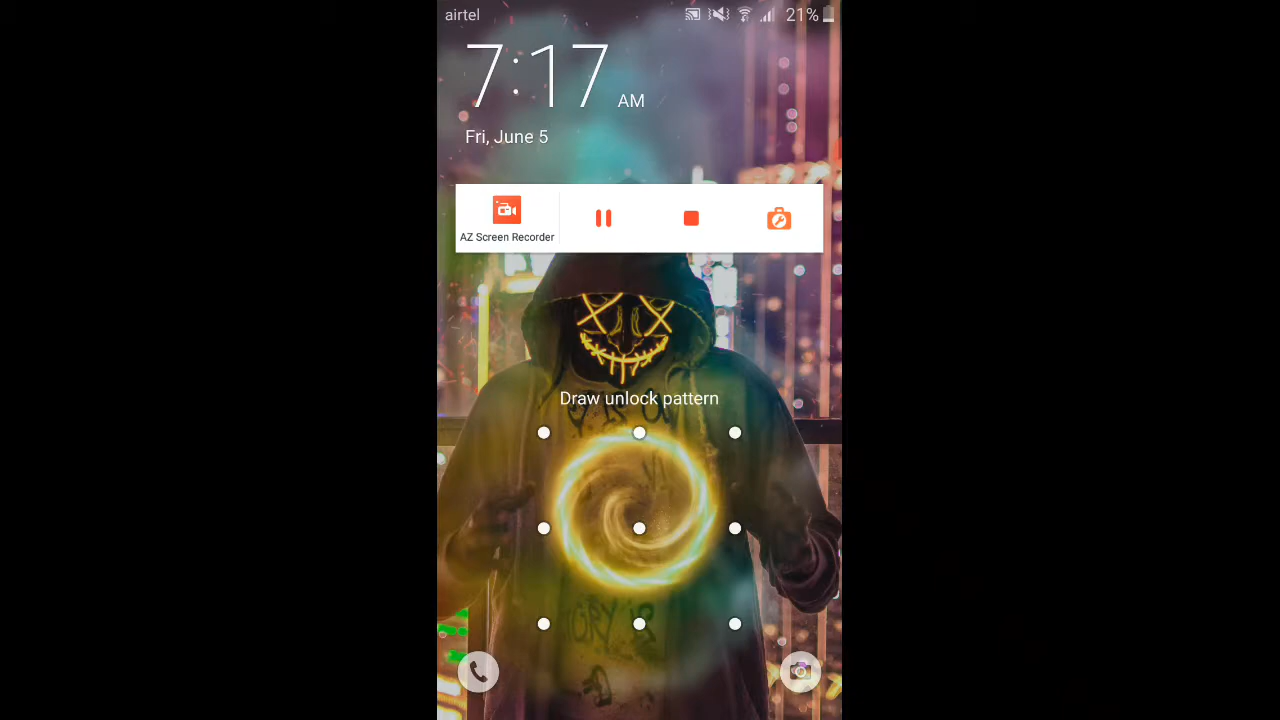 airtel 21%
7:17 AM
Fri, June 5
AZ Screen Recorder
Draw unlock pattern